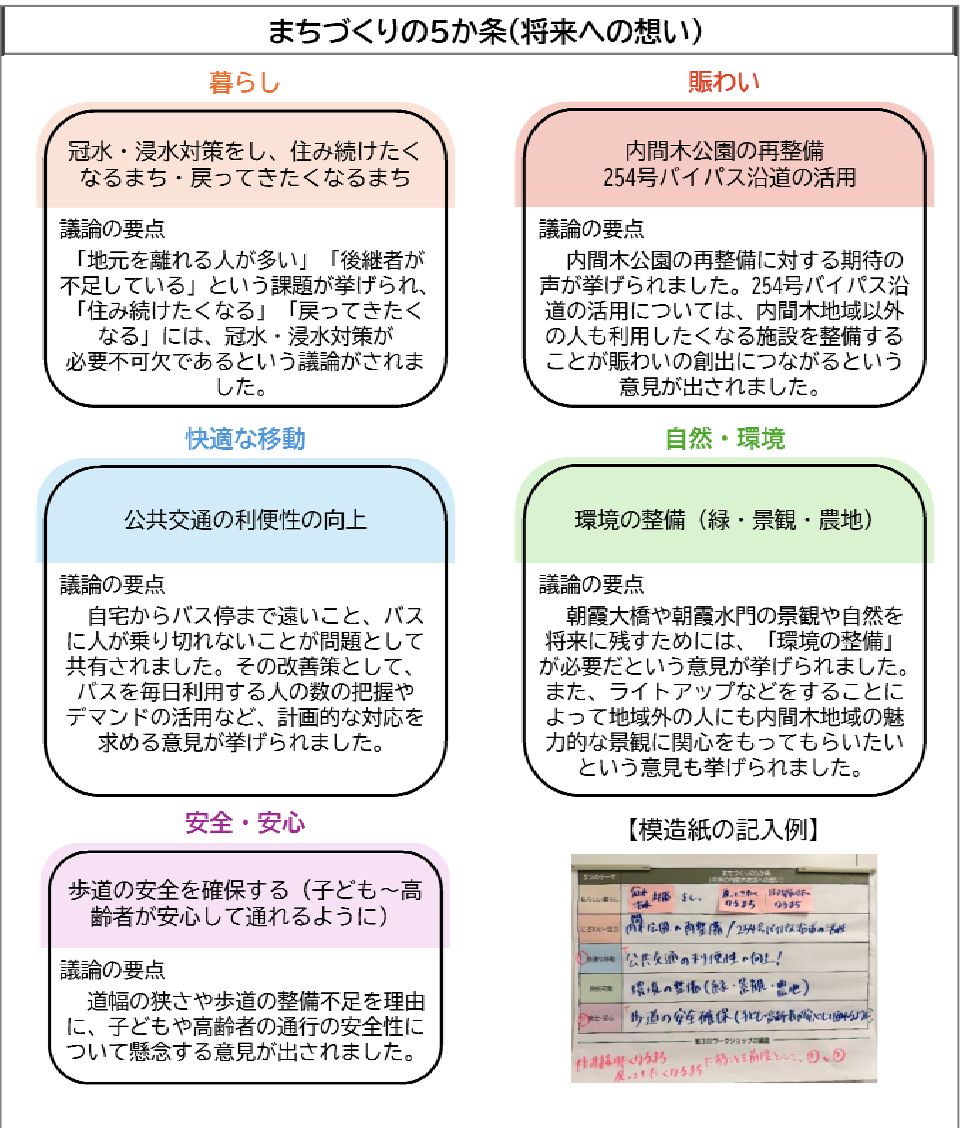 まちづくりの5か条(将来への想い)
暮らし
冠水・浸水対策をし、住み続けたく
なるまち・戻ってきたくなるまち
議論の要点
「地元を離れる人が多い」「後継者が
不足している」という課題が挙げられ、
「住み続けたくなる」「戻ってきたく
なる」には、冠水・浸水対策が
必要不可欠であるという議論がされま
した。
賑わい
内間木公園の再整備
254号バイパス沿道の活用
議論の要点
内間木公園の再整備に対する期待の
声が挙げられました。254号バイパス沿
道の活用については、内間木地域以外
の人も利用したくなる施設を整備する
ことが賑わいの創出につながるという
意見が出されました。
快適な移動
公共交通の利便性の向上
議論の要点
自宅からバス停まで遠いこと、バス
に人が乗り切れないことが問題として
共有されました。その改善策として、
バスを毎日利用する人の数の把握や
デマンドの活用など、計画的な対応を
求める意見が挙げられました。
自然・環境
環境の整備（緑・景観・農地）
議論の要点
朝霞大橋や朝霞水門の景観や自然を
将来に残すためには、「環境の整備」
が必要だという意見が挙げられました。
また、ライトアップなどをすることに
よって地域外の人にも内間木地域の魅
力的な景観に関心をもってもらいたい
という意見も挙げられました。
安全・安心
歩道の安全を確保する（子ども～高
齢者が安心して通れるように）
議論の要点
道幅の狭さや歩道の整備不足を理由
に、子どもや高齢者の通行の安全性に
ついて懸念する意見が出されました。
【模造紙の記入例】
5つのテーマ
まちづくりの5か条
公共交通の利便性の向上!
環境の整備(緑・景観・農地)
歩道の安全確保
第3回ワークショップの議題